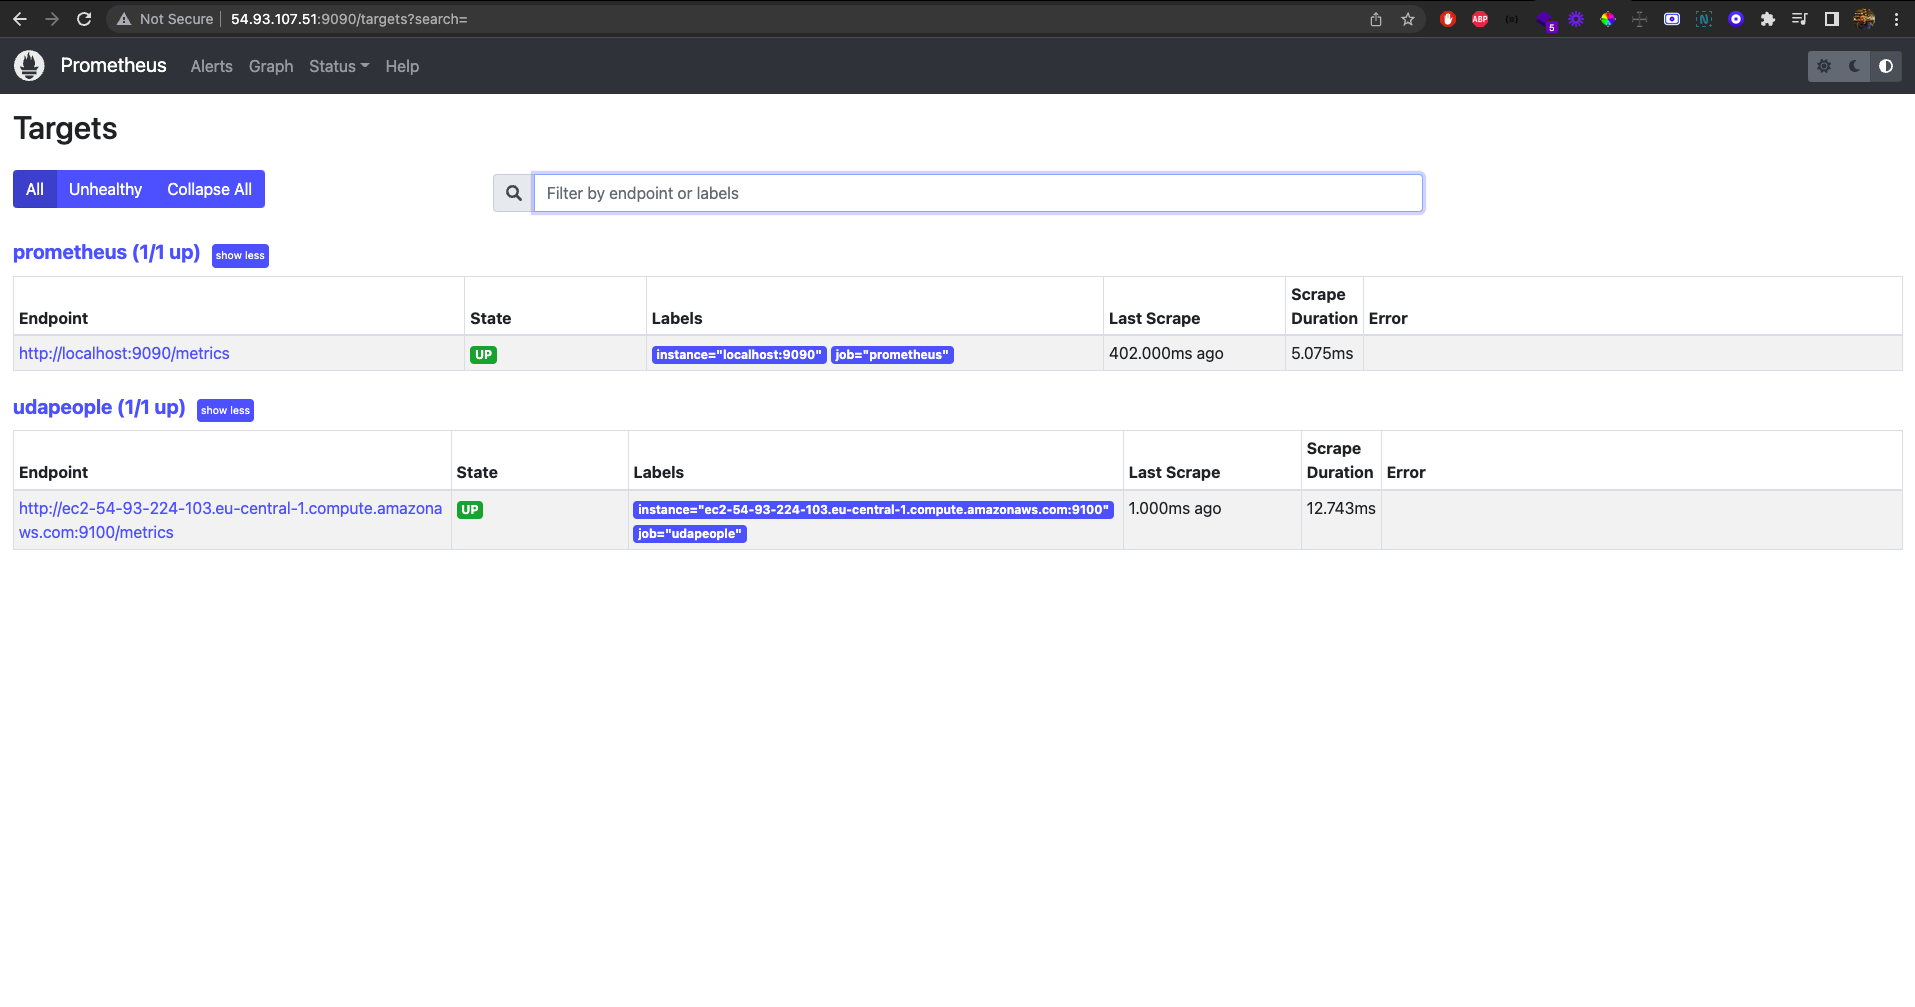 Not Secure 54.93.107.51:9090/targets?search=
ABP
5
Prometheus Alerts Graph Status Help
Targets
All Unhealthy Collapse All
Filter by endpoint or labels
prometheus (1/1 up) show less
Endpoint State Labels Last Scrape Scrape Duration Error
http://localhost:9090/metrics UP instance="localhost:9090" job="prometheus" 402.000ms ago 5.075ms
udapeople (1/1 up) show less
Endpoint State Labels Last Scrape Scrape Duration Error
http://ec2-54-93-224-103.eu-central-1.compute.amazona UP instance="ec2-54-93-224-103.eu-central-1.compute.amazonaws.com:9100" 1.000ms ago 12.743ms
ws.com:9100/metrics job="udapeople"